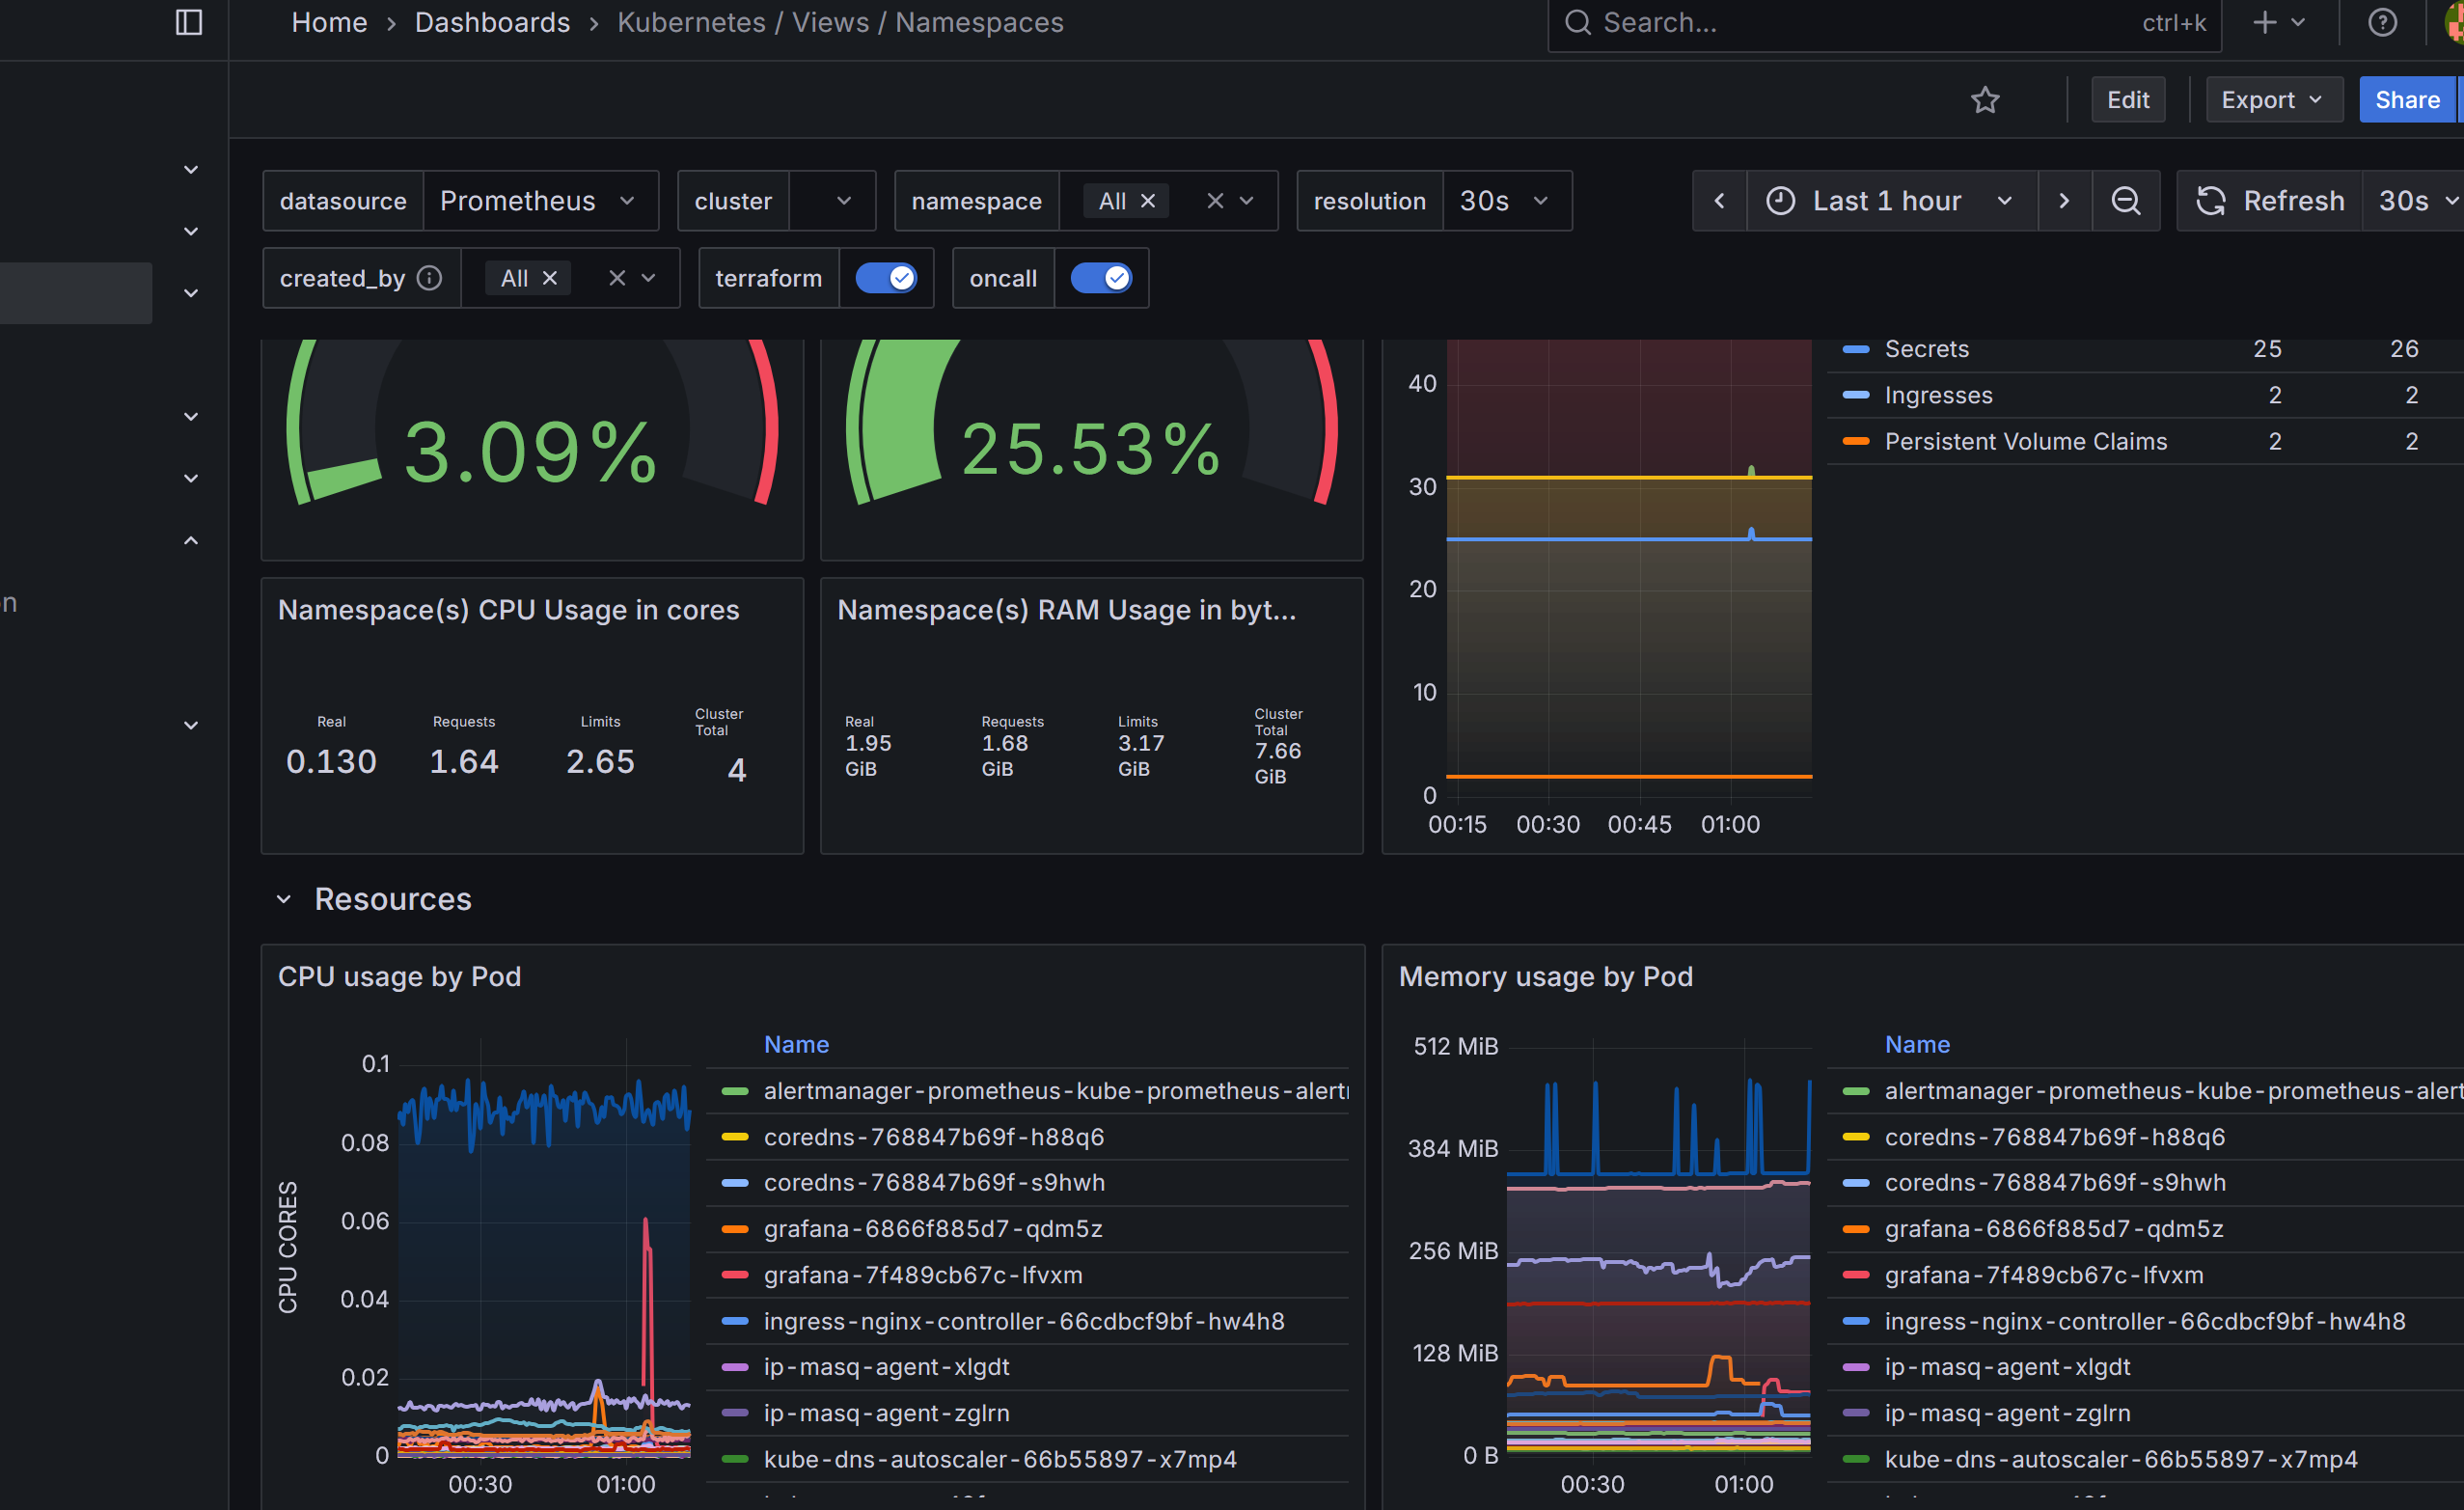 Home › Dashboards › Kubernetes / Views / Namespaces
Search...
ctrl+k
Edit
Export
Share
datasource
Prometheus
cluster
namespace
All
resolution
30s
Last 1 hour
Refresh
30s
created_by
All
terraform
oncall
on
3.09%
25.53%
40
30
20
10
0
00:15
00:30
00:45
01:00
Secrets 25 26
Ingresses 2 2
Persistent Volume Claims 2 2
Namespace(s) CPU Usage in cores
Real
0.130
Requests
1.64
Limits
2.65
Cluster
Total
4
Namespace(s) RAM Usage in byt...
Real
1.95
GiB
Requests
1.68
GiB
Limits
3.17
GiB
Cluster
Total
7.66
GiB
Resources
CPU usage by Pod
CPU CORES
0.1
0.08
0.06
0.04
0.02
0
00:30
01:00
Name
alertmanager-prometheus-kube-prometheus-alert
coredns-768847b69f-h88q6
coredns-768847b69f-s9hwh
grafana-6866f885d7-qdm5z
grafana-7f489cb67c-lfvxm
ingress-nginx-controller-66cdbcf9bf-hw4h8
ip-masq-agent-xlgdt
ip-masq-agent-zglrn
kube-dns-autoscaler-66b55897-x7mp4
Memory usage by Pod
512 MiB
384 MiB
256 MiB
128 MiB
0 B
00:30
01:00
Name
alertmanager-prometheus-kube-prometheus-alert
coredns-768847b69f-h88q6
coredns-768847b69f-s9hwh
grafana-6866f885d7-qdm5z
grafana-7f489cb67c-lfvxm
ingress-nginx-controller-66cdbcf9bf-hw4h8
ip-masq-agent-xlgdt
ip-masq-agent-zglrn
kube-dns-autoscaler-66b55897-x7mp4